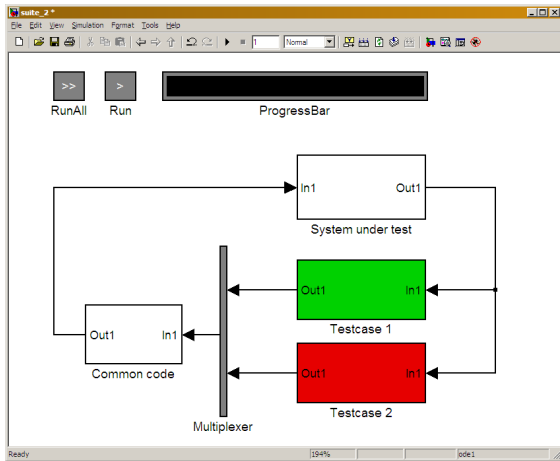 suite_2 *
File Edit View Simulation Format Tools Help
1 Normal
>> >
RunAll Run ProgressBar
In1 Out1
System under test
Out1 In1
Testcase 1
Out1 In1
Common code
Out1 In1
Testcase 2
Multiplexer
Ready 194% ode1